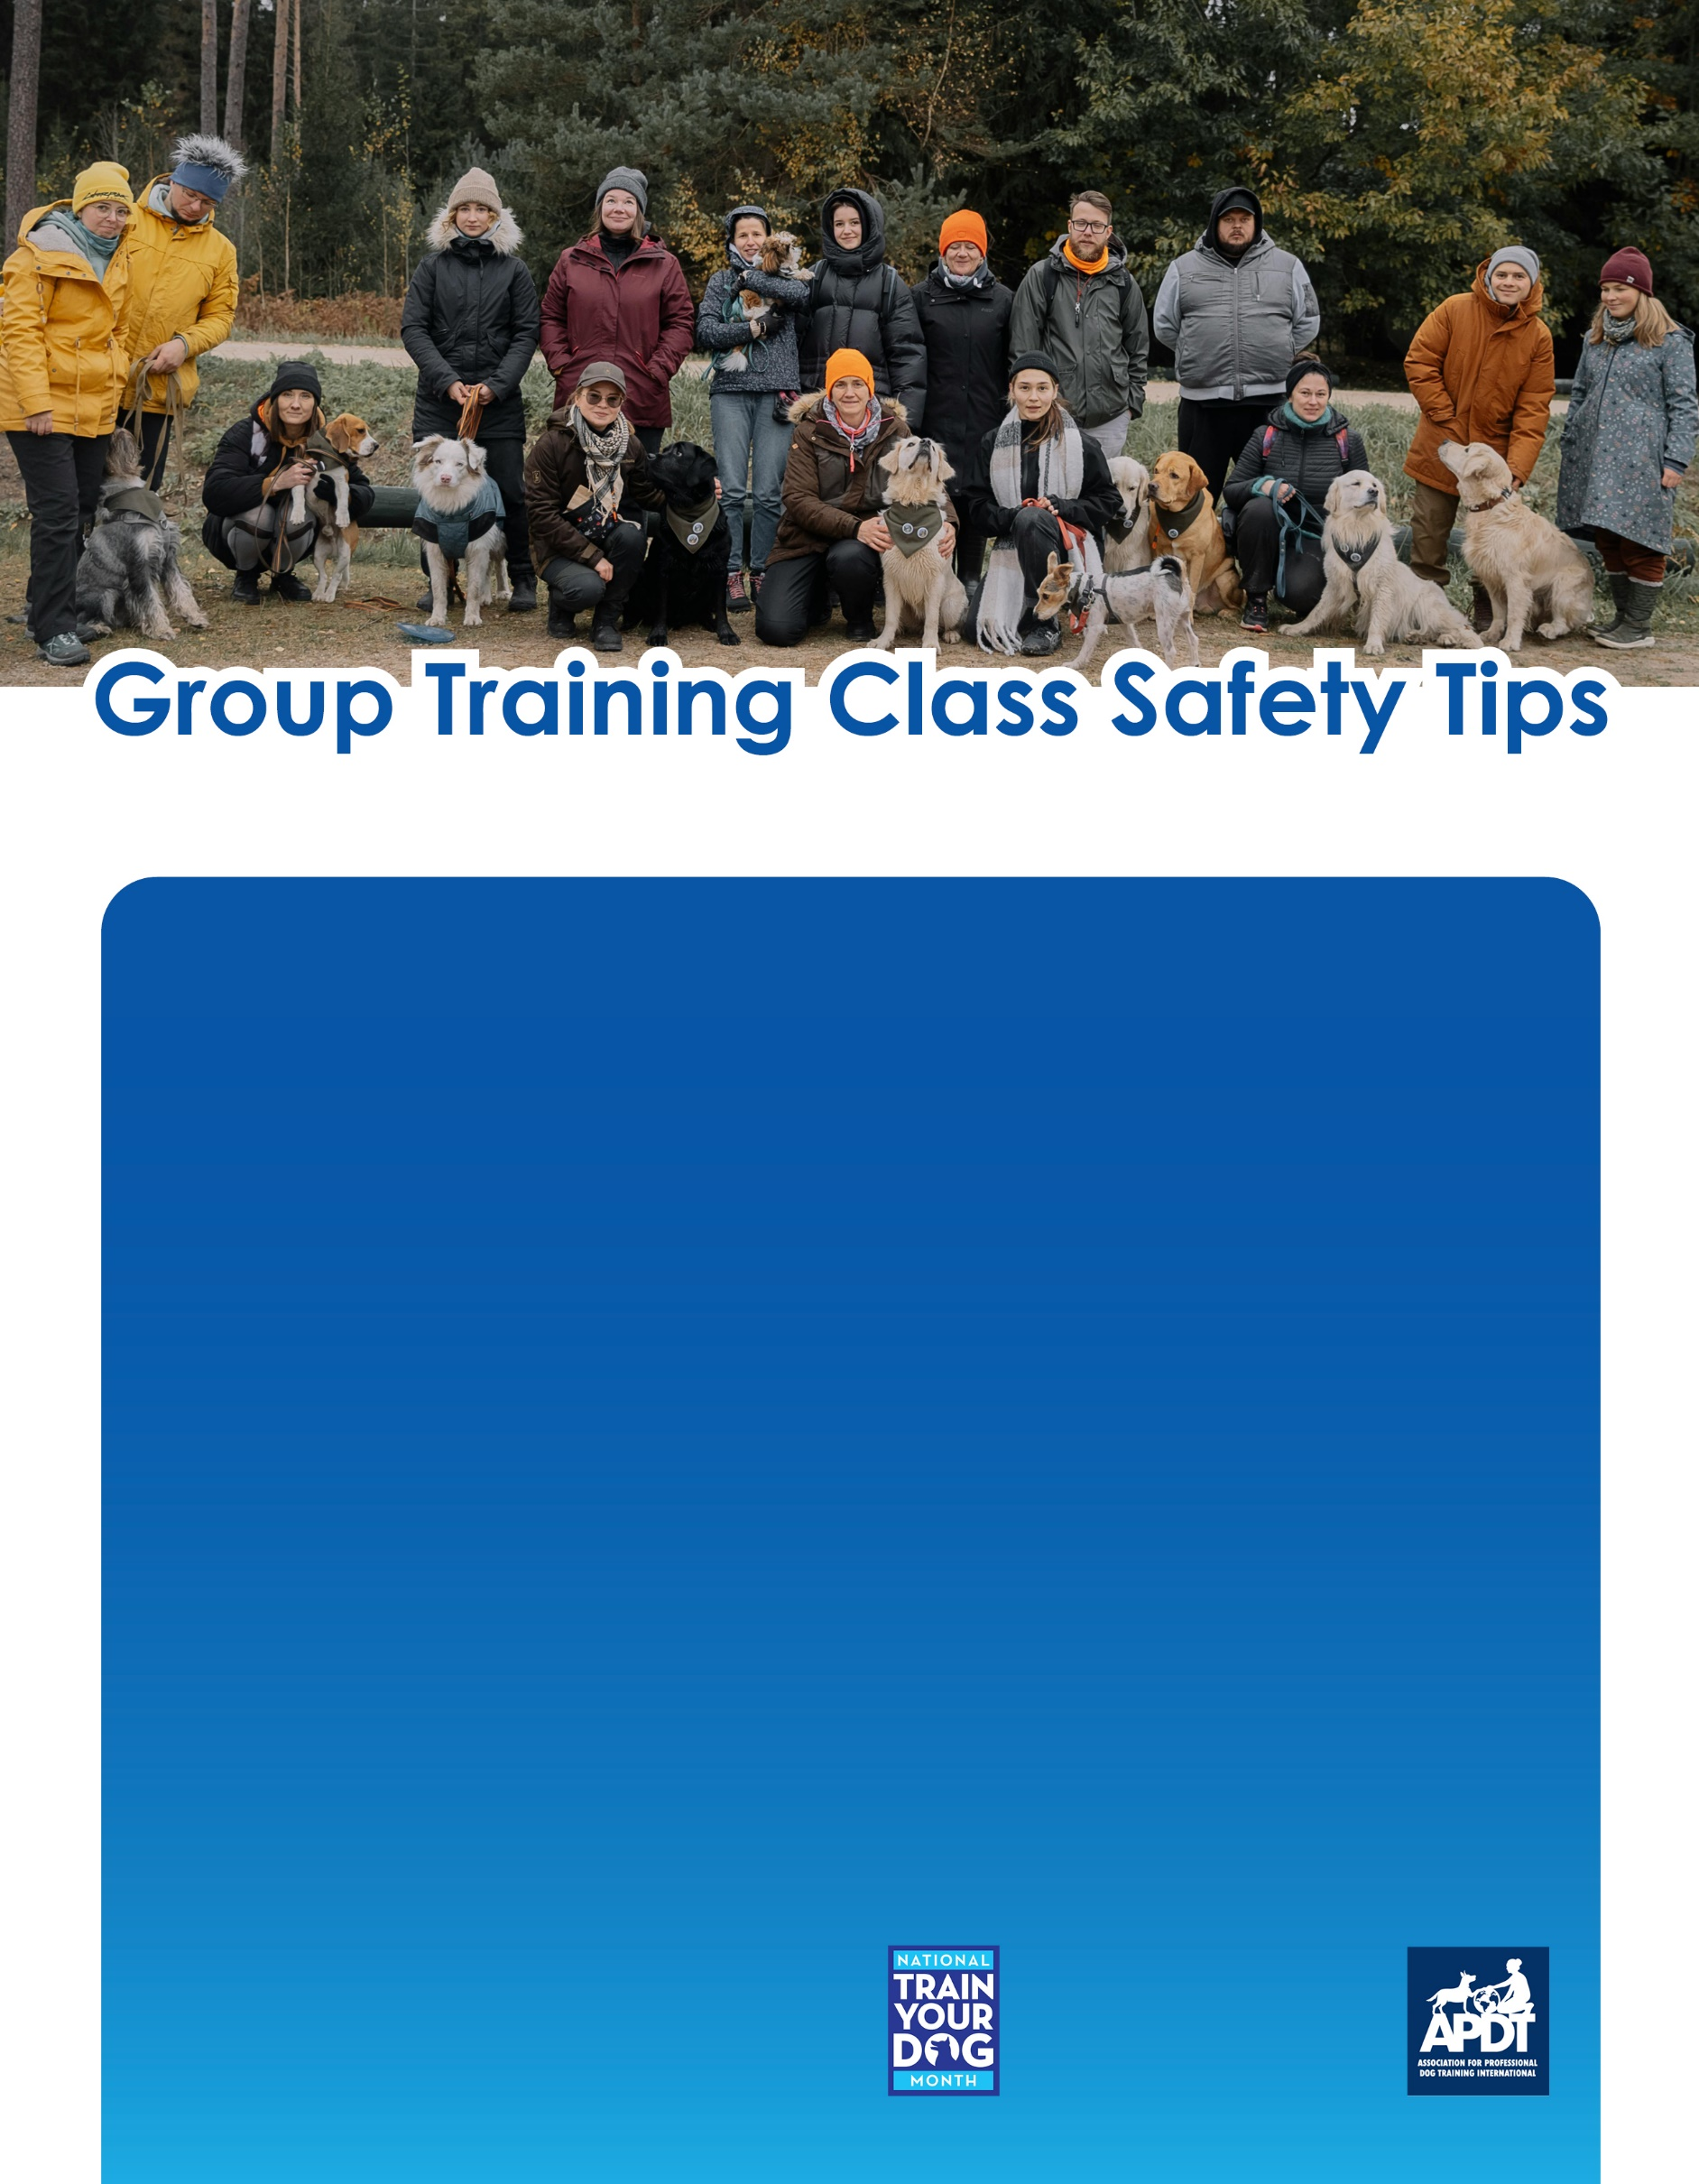 Group Training Class Safety Tips
NATIONAL
TRAIN
YOUR
DOG
MONTH
APDT
ASSOCIATION FOR PROFESSIONAL
DOG TRAINING INTERNATIONAL